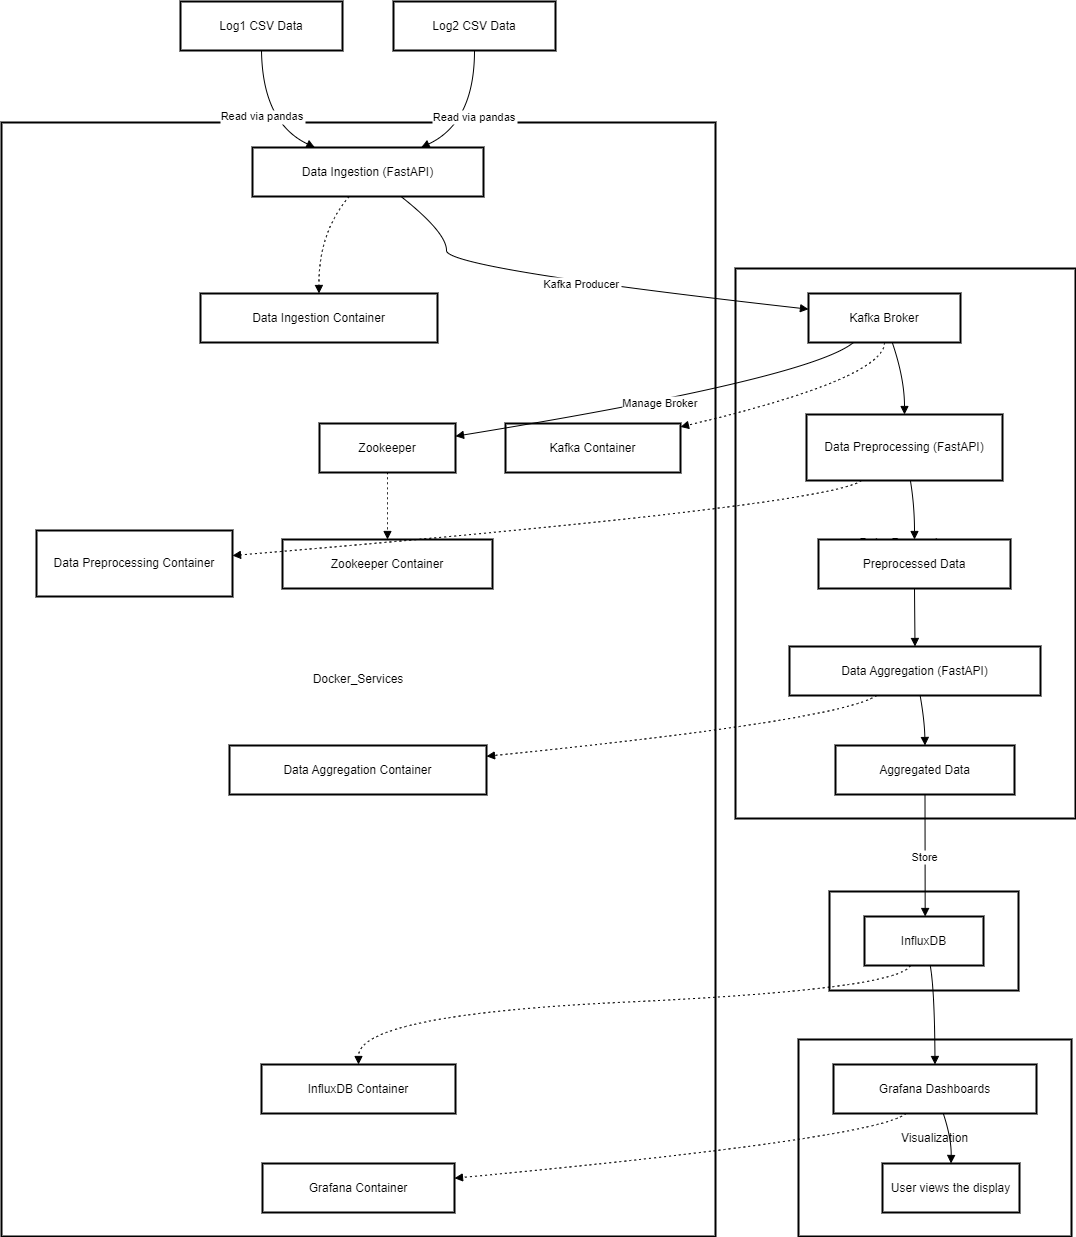 Log1 CSV Data
Log2 CSV Data
Read via pandas
Read via pandas
Data Ingestion (FastAPI)
Kafka Producer
Data Ingestion Container
Kafka Broker
Manage Broker
Zookeeper
Kafka Container
Data Preprocessing (FastAPI)
Data Preprocessing Container
Zookeeper Container
Preprocessed Data
Docker_Services
Data Aggregation (FastAPI)
Data Aggregation Container
Aggregated Data
Store
InfluxDB
InfluxDB Container
Grafana Dashboards
Visualization
Grafana Container
User views the display